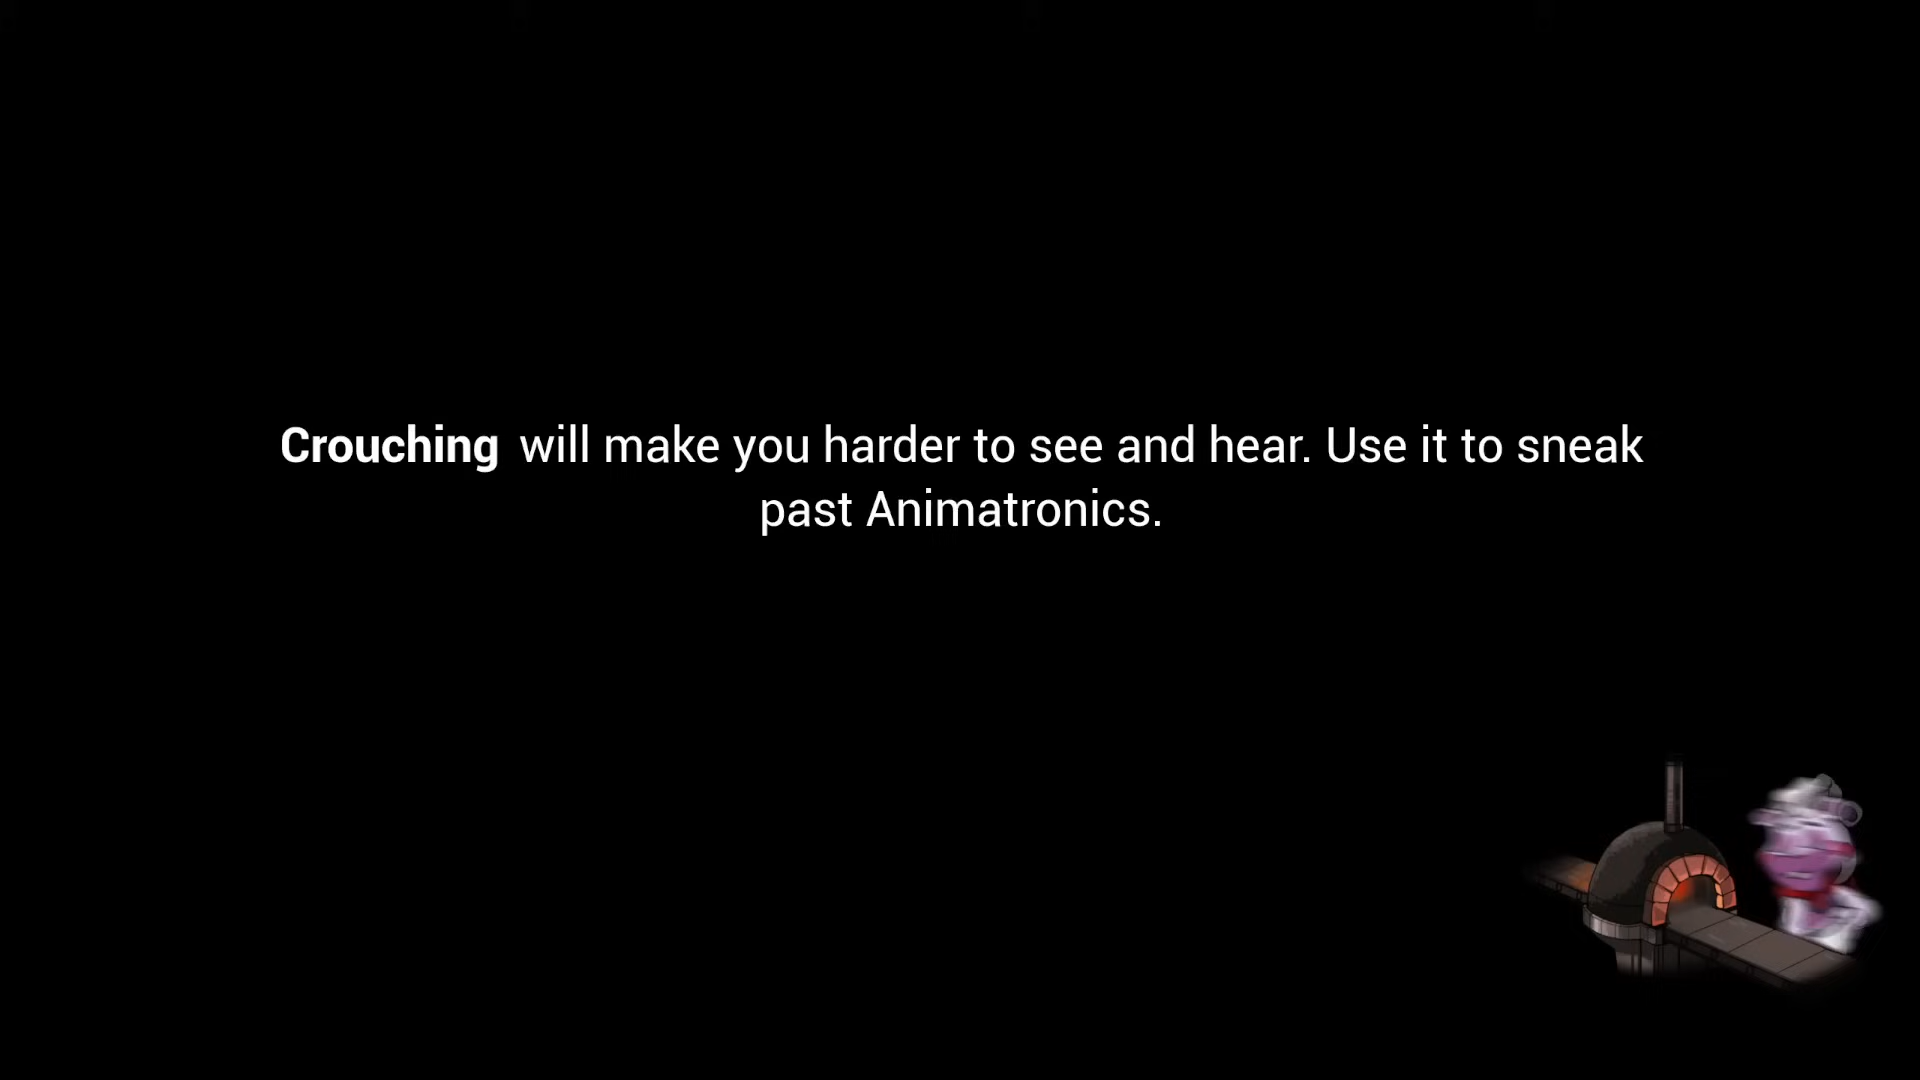 Crouching will make you harder to see and hear. Use it to sneak
past Animatronics.